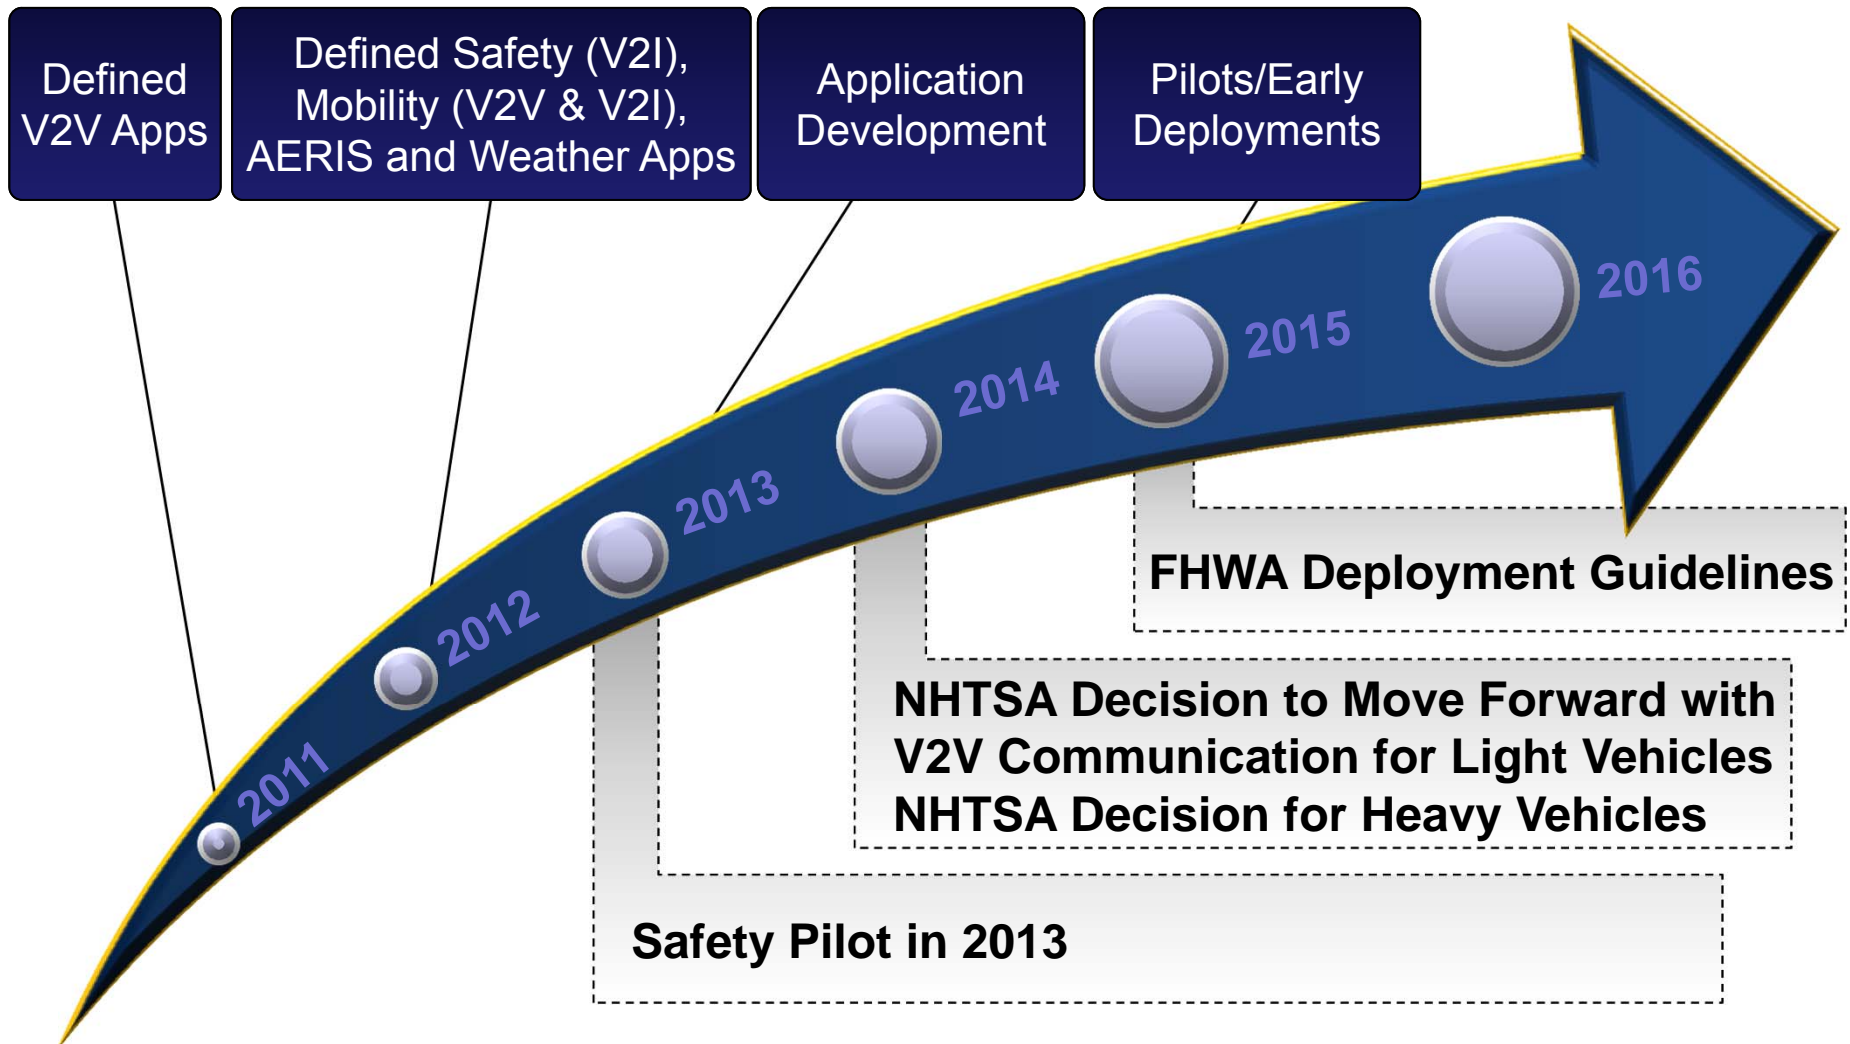 Defined
V2V Apps
Defined Safety (V2I),
Mobility (V2V & V2I),
AERIS and Weather Apps
Application
Development
Pilots/Early
Deployments
2011
2012
2013
2014
2015
2016
FHWA Deployment Guidelines
NHTSA Decision to Move Forward with
V2V Communication for Light Vehicles
NHTSA Decision for Heavy Vehicles
Safety Pilot in 2013